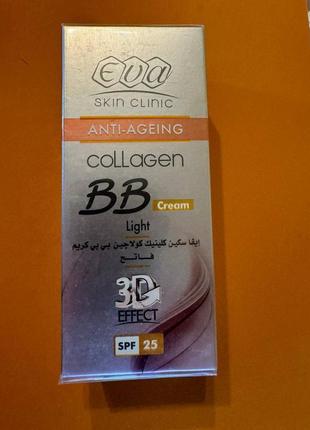 Eva
SKIN CLINIC
ANTI-AGEING
coLLagen
BB Cream
Light
إيڤا سكين كلينيك كولاجين بي بي كريم
فاتح
3D
EFFECT
SPF 25